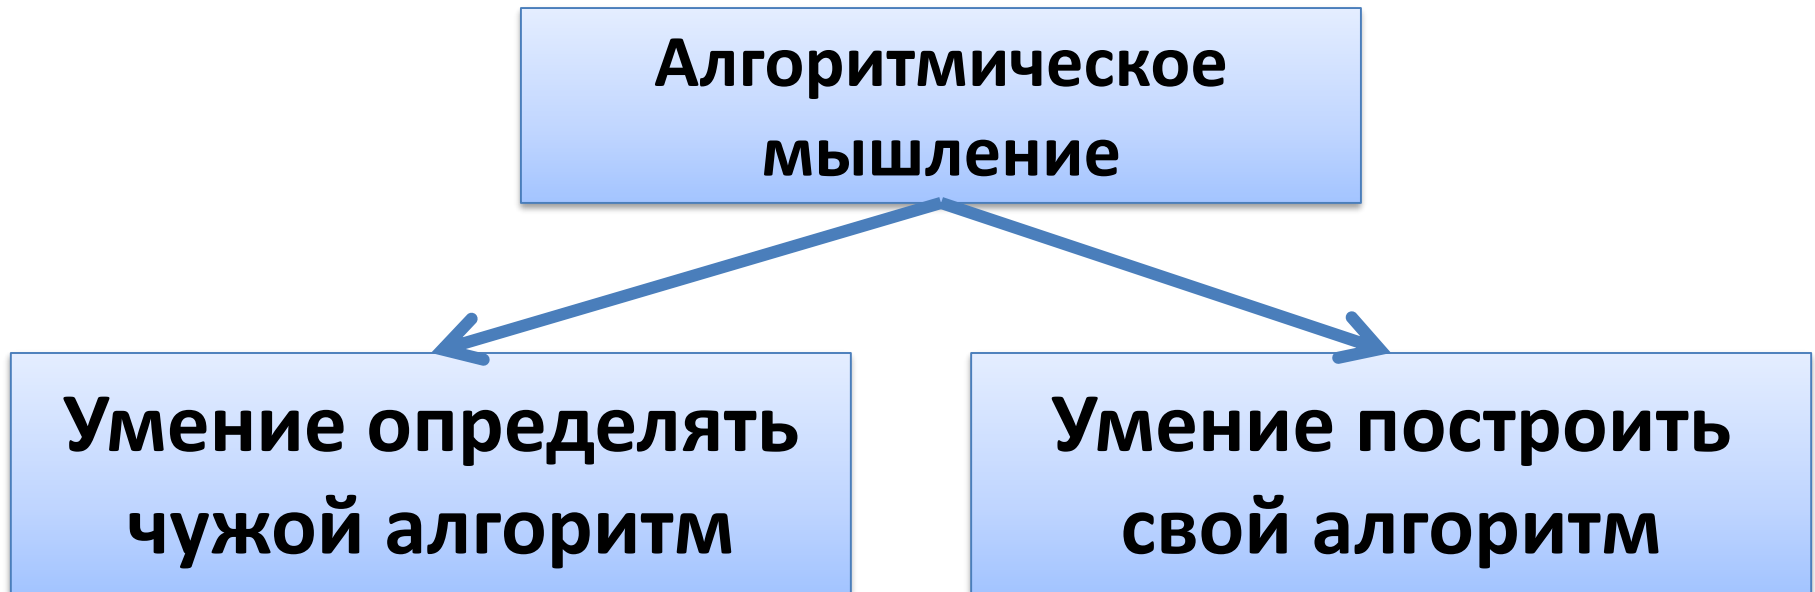 Алгоритмическое
мышление
Умение определять
чужой алгоритм
Умение построить
свой алгоритм